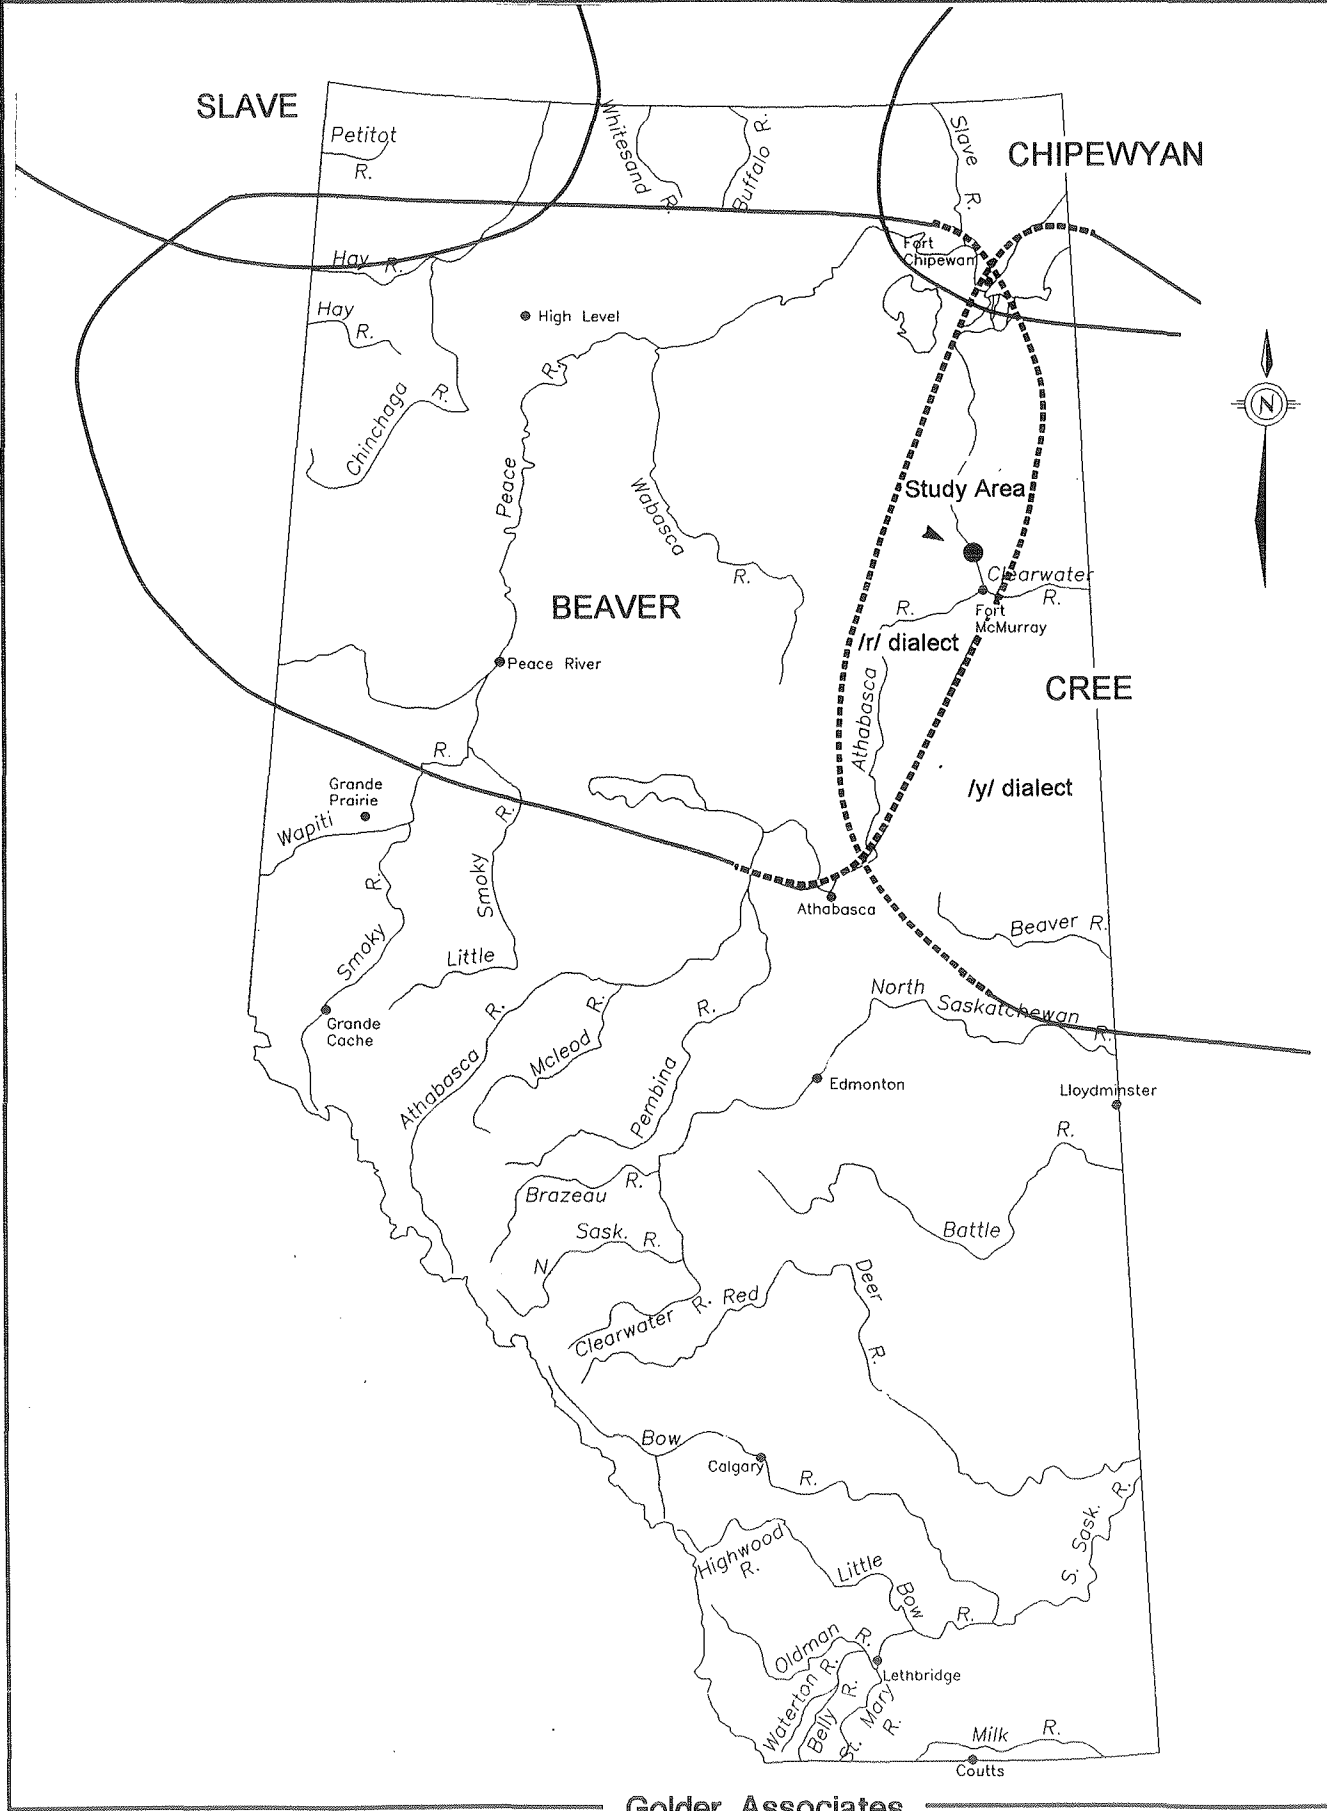 SLAVE
Petitot
R.
Whitesand R.
Buffalo R.
Slave R.
CHIPEWYAN
Fort
Chipewan
Hay R.
Hay
R.
High Level
R.
Chinchaga
R.
Peace
Wabasca
R.
N
Study Area
Clearwater
R.
R.
Fort
McMurray
BEAVER
/r/ dialect
Peace River
CREE
Athabasca
R.
Grande
Prairie
Wapiti
R.
/y/ dialect
R.
Smoky
Smoky
Little
Athabasca
Beaver R.
North
Saskatchewan
R.
Grande
Cache
R.
Athabasca
R.
Mcleod
R.
Pembina
Edmonton
Lloydminster
R.
Brazeau
R.
Battle
Sask. R.
N
Deer
R.
Clearwater R.
Red
Bow
Calgary
R.
Highwood
R.
Little
Bow
R.
S. Sask. R.
Oldman R.
Lethbridge
Waterton R.
Belly R.
St. Mary
R.
Milk R.
Coutts
Golder Associates